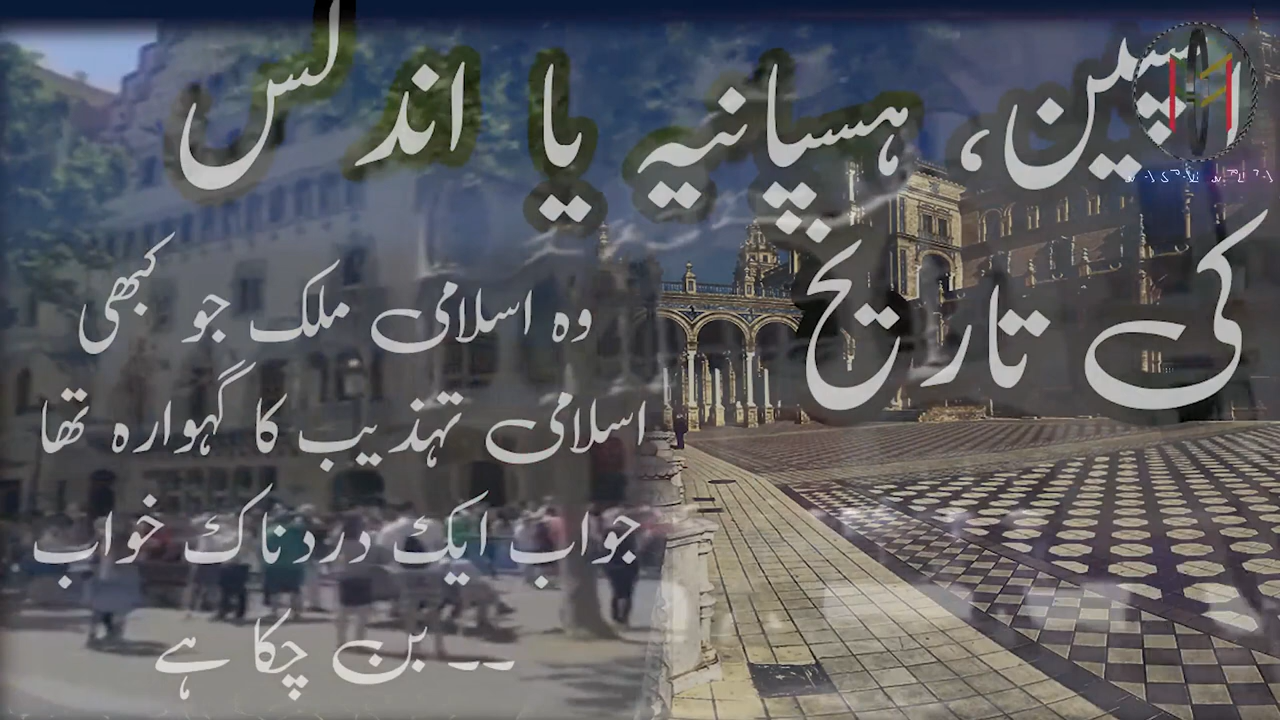 اسپین، ہسپانیہ یا اندلس
کی تاریخ
وہ اسلامی ملک جو کبھی
اسلامی تہذیب کا گہوارہ تھا
جواب ایک دردناک خواب
بن چکا ہے --